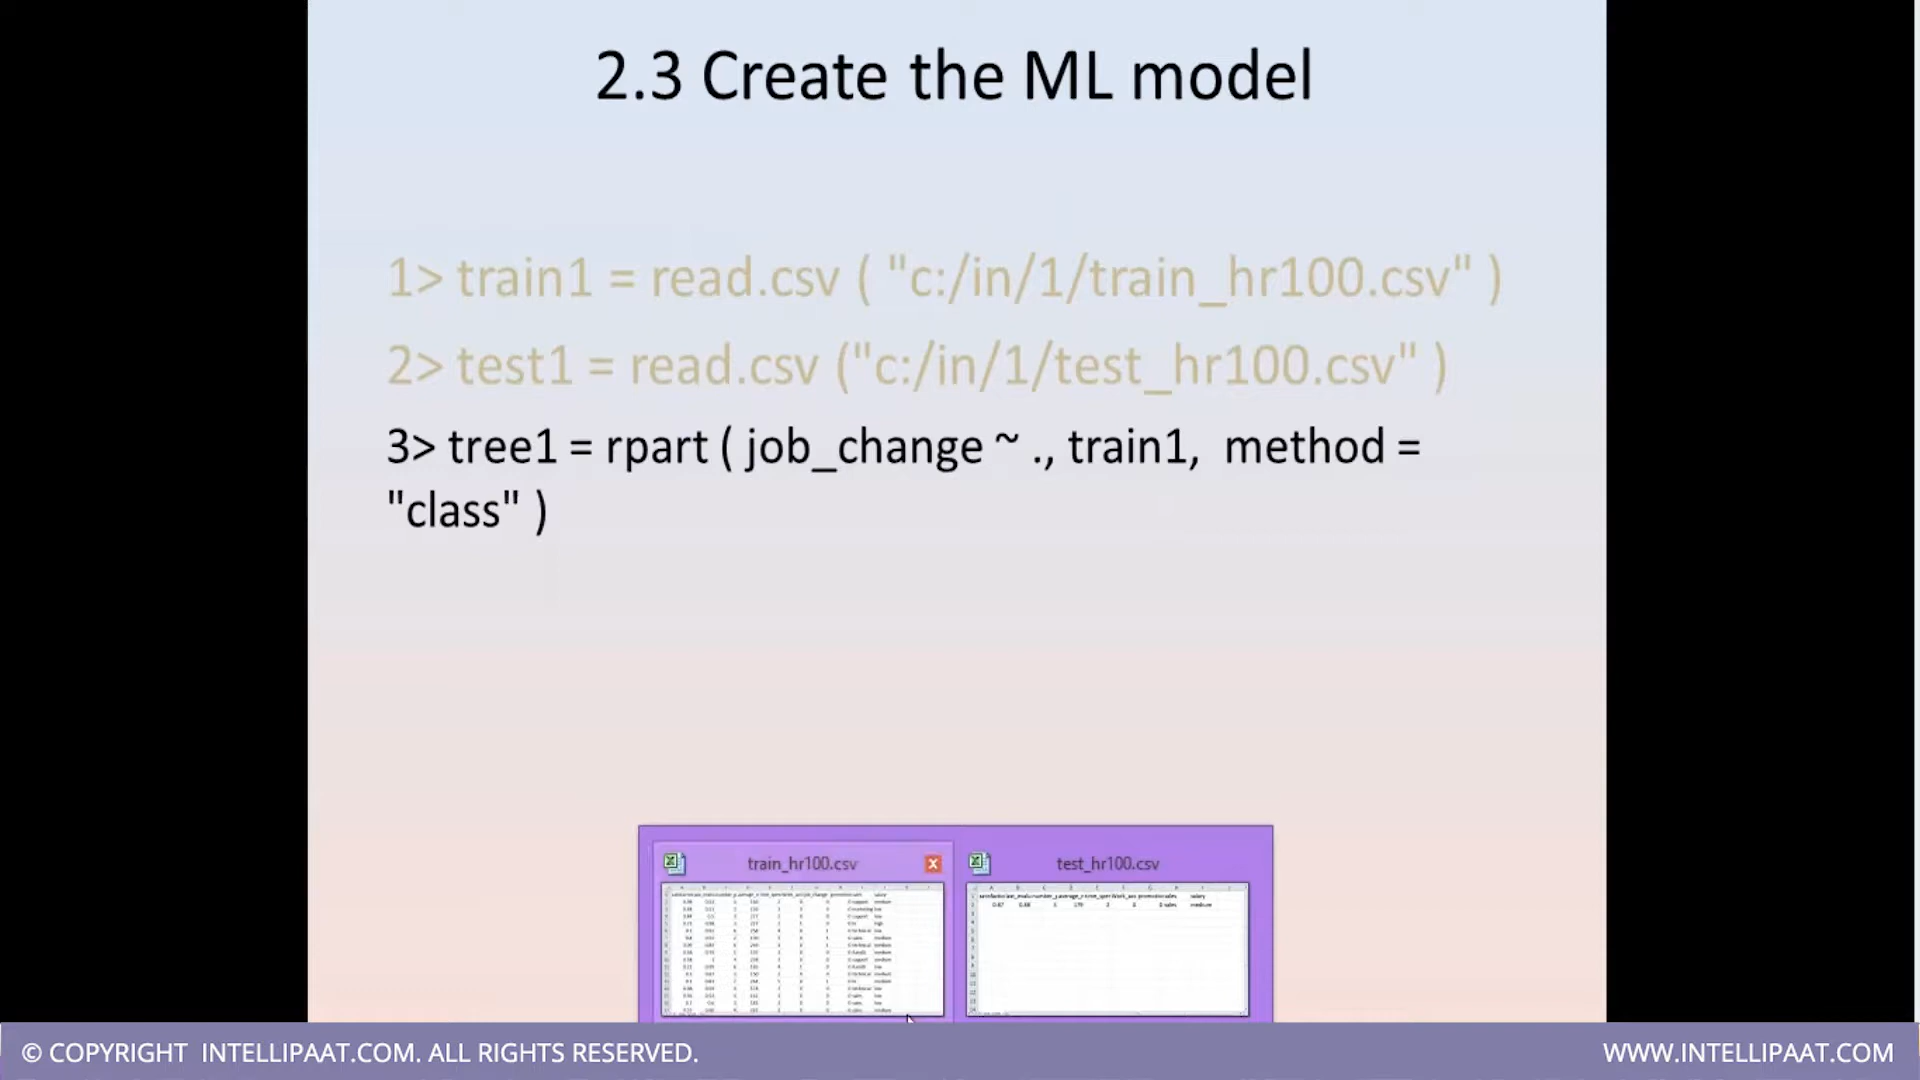 2.3 Create the ML model
1> train1 = read.csv ( "c:/in/1/train_hr100.csv" )
2> test1 = read.csv ("c:/in/1/test_hr100.csv" )
3> tree1 = rpart ( job_change ~ ., train1, method =
"class" )
train_hr100.csv
test_hr100.csv
© COPYRIGHT INTELLIPAAT.COM. ALL RIGHTS RESERVED.
WWW.INTELLIPAAT.COM